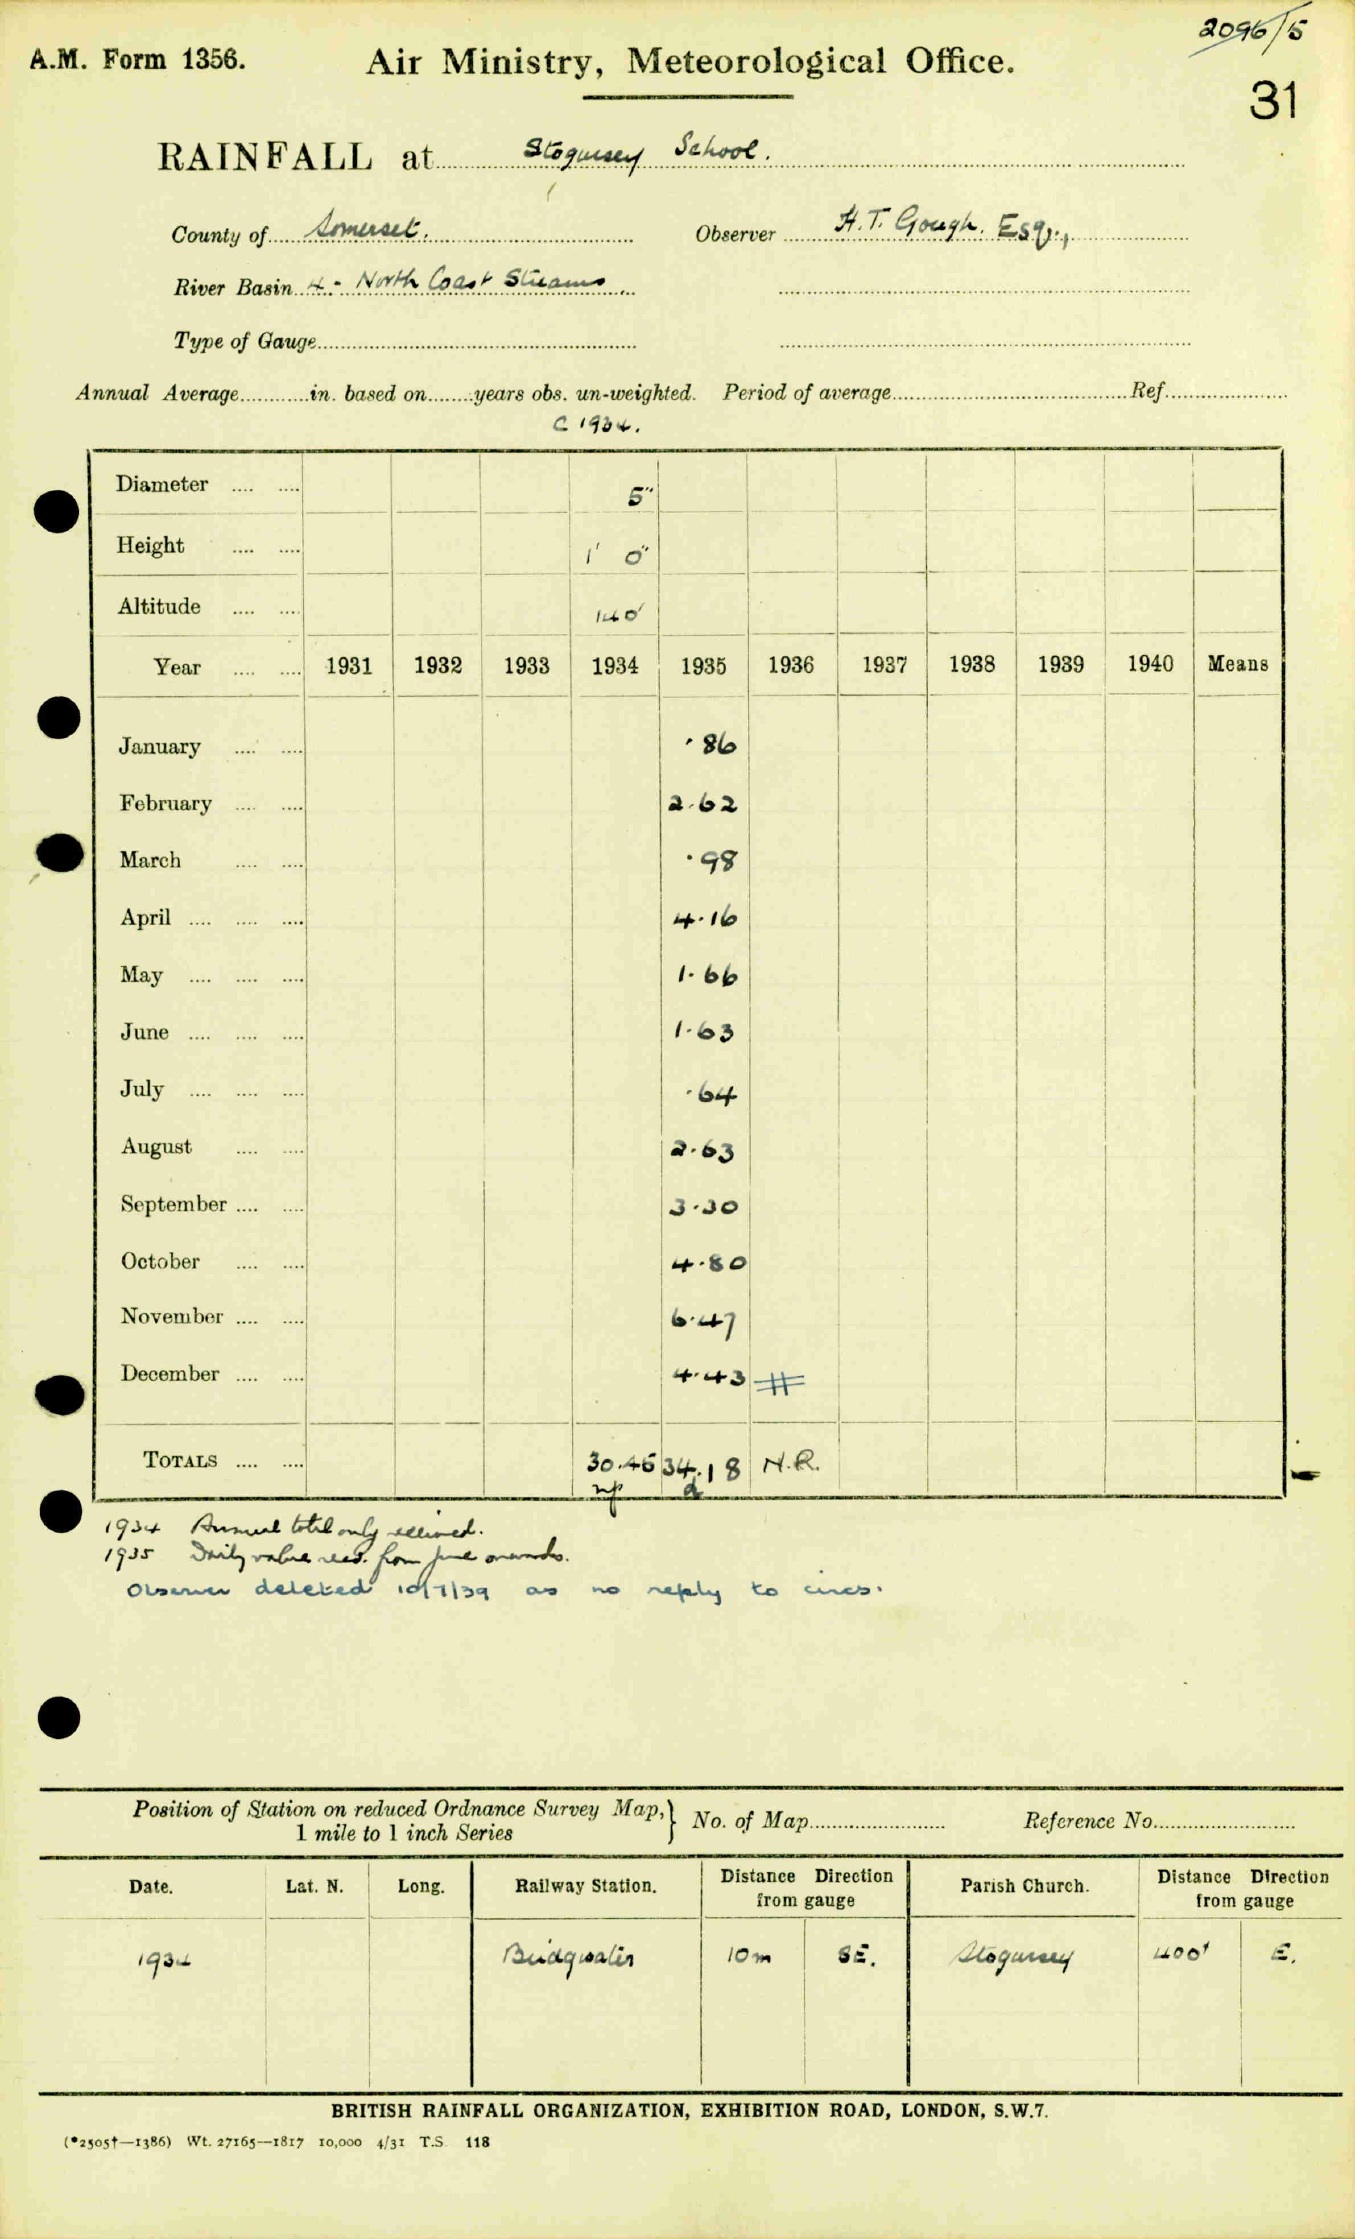 2096/5
A.M. Form 1356.
Air Ministry, Meteorological Office.
31
RAINFALL at Stogursey School.
County of Somerset. Observer H.T. Gough. Esq.,
River Basin 4 - North Coast Streams
Type of Gauge
Annual Average in. based on years obs. un-weighted. Period of average Ref.
C 1934.
Diameter 5"
Height 1' 0"
Altitude 140'
Year 1931 1932 1933 1934 1935 1936 1937 1938 1939 1940 Means
January .86
February 2.62
March .98
April 4.16
May 1.66
June 1.63
July .64
August 2.63
September 3.30
October 4.80
November 6.47
December 4.43 #
TOTALS 30.45 34.18 N.R.
np d
1934 Annual total only received.
1935 Daily values recd. from June onwards.
Observer deleted 10/7/39 as no reply to circs.
Position of Station on reduced Ordnance Survey Map, 1 mile to 1 inch Series } No. of Map Reference No.
Date. Lat. N. Long. Railway Station. Distance Direction from gauge Parish Church. Distance Direction from gauge
1934 Bridgwater 10m SE. Stogursey 400' E.
BRITISH RAINFALL ORGANIZATION, EXHIBITION ROAD, LONDON, S.W.7.
(*2505†—1386) Wt. 27165—1817 10,000 4/31 T.S. 118